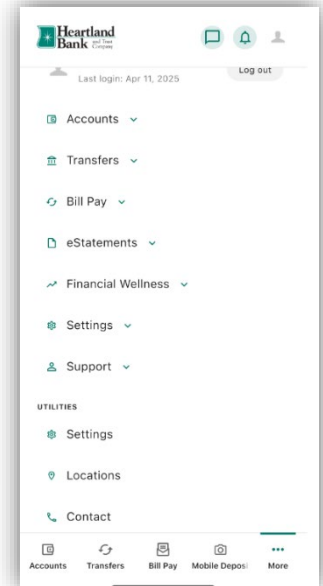 Heartland
Bank and Trust
Company
Last login: Apr 11, 2025
Log out
Accounts
Transfers
Bill Pay
eStatements
Financial Wellness
Settings
Support
UTILITIES
Settings
Locations
Contact
Accounts Transfers Bill Pay Mobile Deposi More